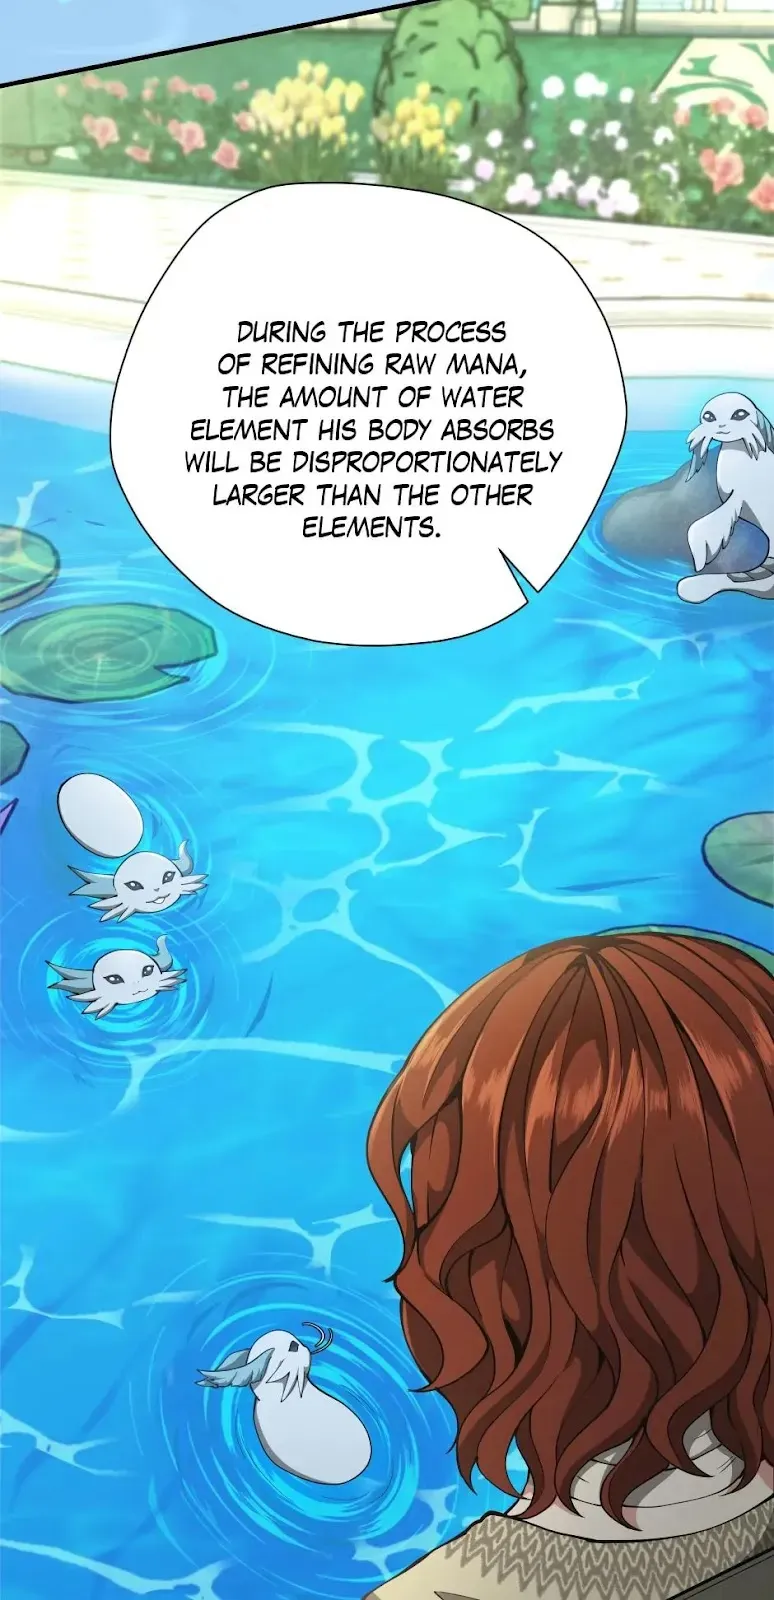 DURING THE PROCESS
OF REFINING RAW MANA,
THE AMOUNT OF WATER
ELEMENT HIS BODY ABSORBS
WILL BE DISPROPORTIONATELY
LARGER THAN THE OTHER
ELEMENTS.